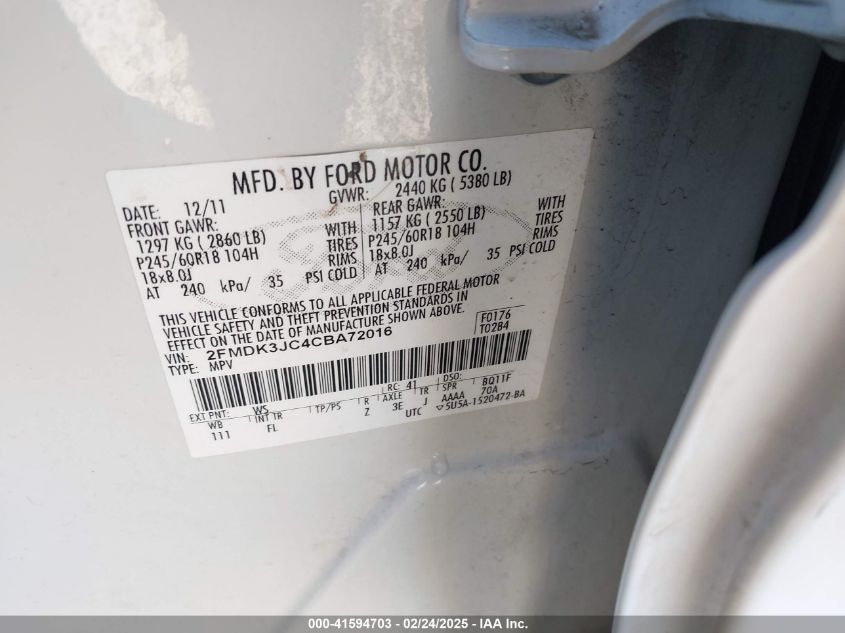 MFD. BY FORD MOTOR CO.
DATE: 12/11 GVWR: 2440 KG ( 5380 LB)
FRONT GAWR: REAR GAWR: WITH
1297 KG ( 2860 LB) WITH 1157 KG ( 2550 LB) TIRES
P245/60R18 104H TIRES P245/60R18 104H RIMS
18x8.0J RIMS 18x8.0J
AT 240 kPa/ 35 PSI COLD AT 240 kPa/ 35 PSI COLD
THIS VEHICLE CONFORMS TO ALL APPLICABLE FEDERAL MOTOR
VEHICLE SAFETY AND THEFT PREVENTION STANDARDS IN
EFFECT ON THE DATE OF MANUFACTURE SHOWN ABOVE.
VIN: 2FMDK3JC4CBA72016 F0176
TYPE: MPV T0284
EXT PNT: WS RC: 41 DSO: BQ11F
WB INT TR TP/PS R AXLE TR SPR
111 FL Z 3E J AAAA 70A
UTC ▽5U5A-1520472-BA
000-41594703 - 02/24/2025 - IAA Inc.